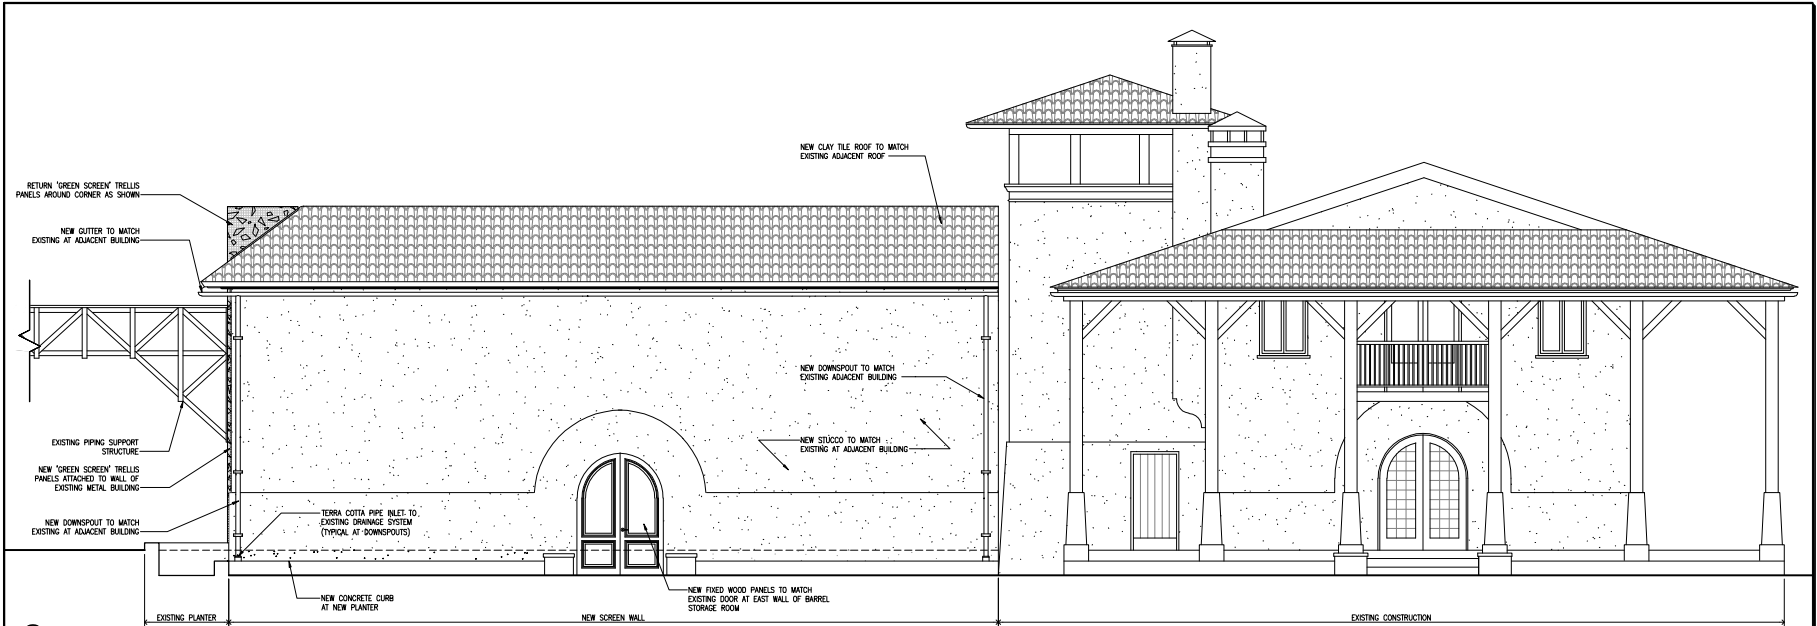 NEW CLAY TILE ROOF TO MATCH
EXISTING ADJACENT ROOF
RETURN 'GREEN SCREEN' TRELLIS
PANELS AROUND CORNER AS SHOWN
NEW GUTTER TO MATCH
EXISTING AT ADJACENT BUILDING
NEW DOWNSPOUT TO MATCH
EXISTING ADJACENT BUILDING
EXISTING PIPING SUPPORT
STRUCTURE
NEW STUCCO TO MATCH
EXISTING AT ADJACENT BUILDING
NEW 'GREEN SCREEN' TRELLIS
PANELS ATTACHED TO WALL OF
EXISTING METAL BUILDING
NEW DOWNSPOUT TO MATCH
EXISTING AT ADJACENT BUILDING
TERRA COTTA PIPE INLET TO
EXISTING DRAINAGE SYSTEM
(TYPICAL AT DOWNSPOUTS)
NEW CONCRETE CURB
AT NEW PLANTER
NEW FIXED WOOD PANELS TO MATCH
EXISTING DOOR AT EAST WALL OF BARREL
STORAGE ROOM
EXISTING PLANTER
NEW SCREEN WALL
EXISTING CONSTRUCTION